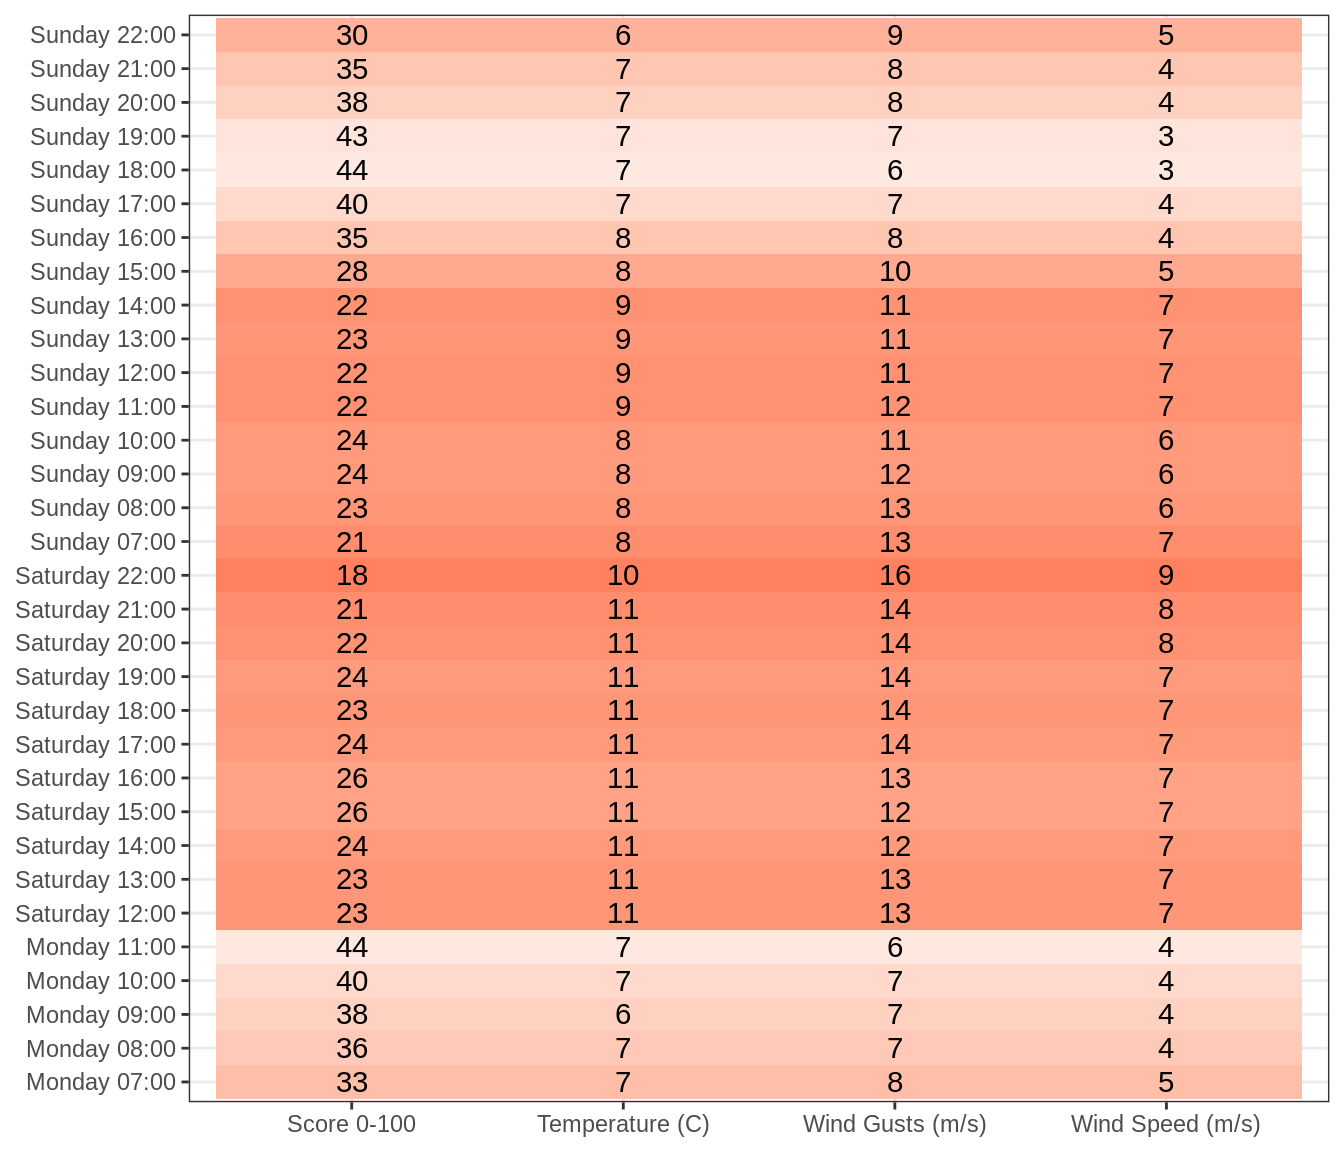 Sunday 22:00 30 6 9 5
Sunday 21:00 35 7 8 4
Sunday 20:00 38 7 8 4
Sunday 19:00 43 7 7 3
Sunday 18:00 44 7 6 3
Sunday 17:00 40 7 7 4
Sunday 16:00 35 8 8 4
Sunday 15:00 28 8 10 5
Sunday 14:00 22 9 11 7
Sunday 13:00 23 9 11 7
Sunday 12:00 22 9 11 7
Sunday 11:00 22 9 12 7
Sunday 10:00 24 8 11 6
Sunday 09:00 24 8 12 6
Sunday 08:00 23 8 13 6
Sunday 07:00 21 8 13 7
Saturday 22:00 18 10 16 9
Saturday 21:00 21 11 14 8
Saturday 20:00 22 11 14 8
Saturday 19:00 24 11 14 7
Saturday 18:00 23 11 14 7
Saturday 17:00 24 11 14 7
Saturday 16:00 26 11 13 7
Saturday 15:00 26 11 12 7
Saturday 14:00 24 11 12 7
Saturday 13:00 23 11 13 7
Saturday 12:00 23 11 13 7
Monday 11:00 44 7 6 4
Monday 10:00 40 7 7 4
Monday 09:00 38 6 7 4
Monday 08:00 36 7 7 4
Monday 07:00 33 7 8 5
Score 0-100 Temperature (C) Wind Gusts (m/s) Wind Speed (m/s)